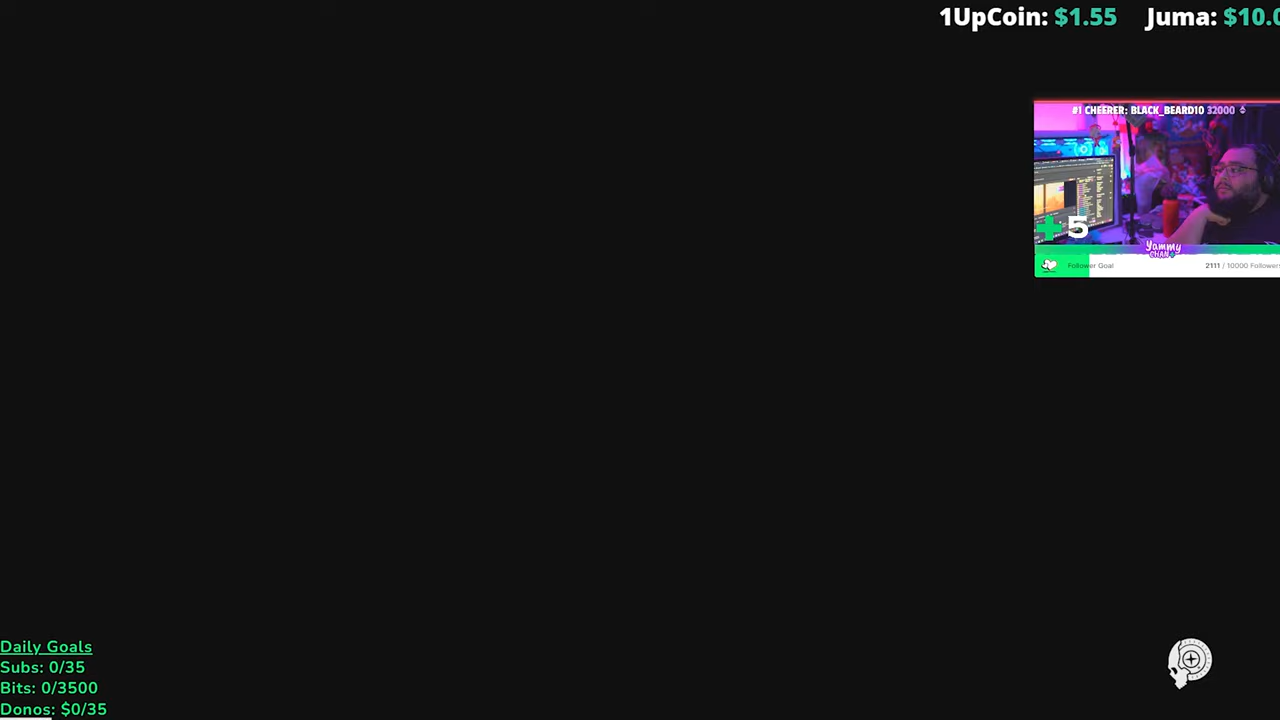 1UpCoin: $1.55 Juma: $10.0
#1 CHEERER: BLACK_BEARD10 32000
5
Yammy
Follower Goal 2111 / 10000 Followers
Daily Goals
Subs: 0/35
Bits: 0/3500
Donos: $0/35